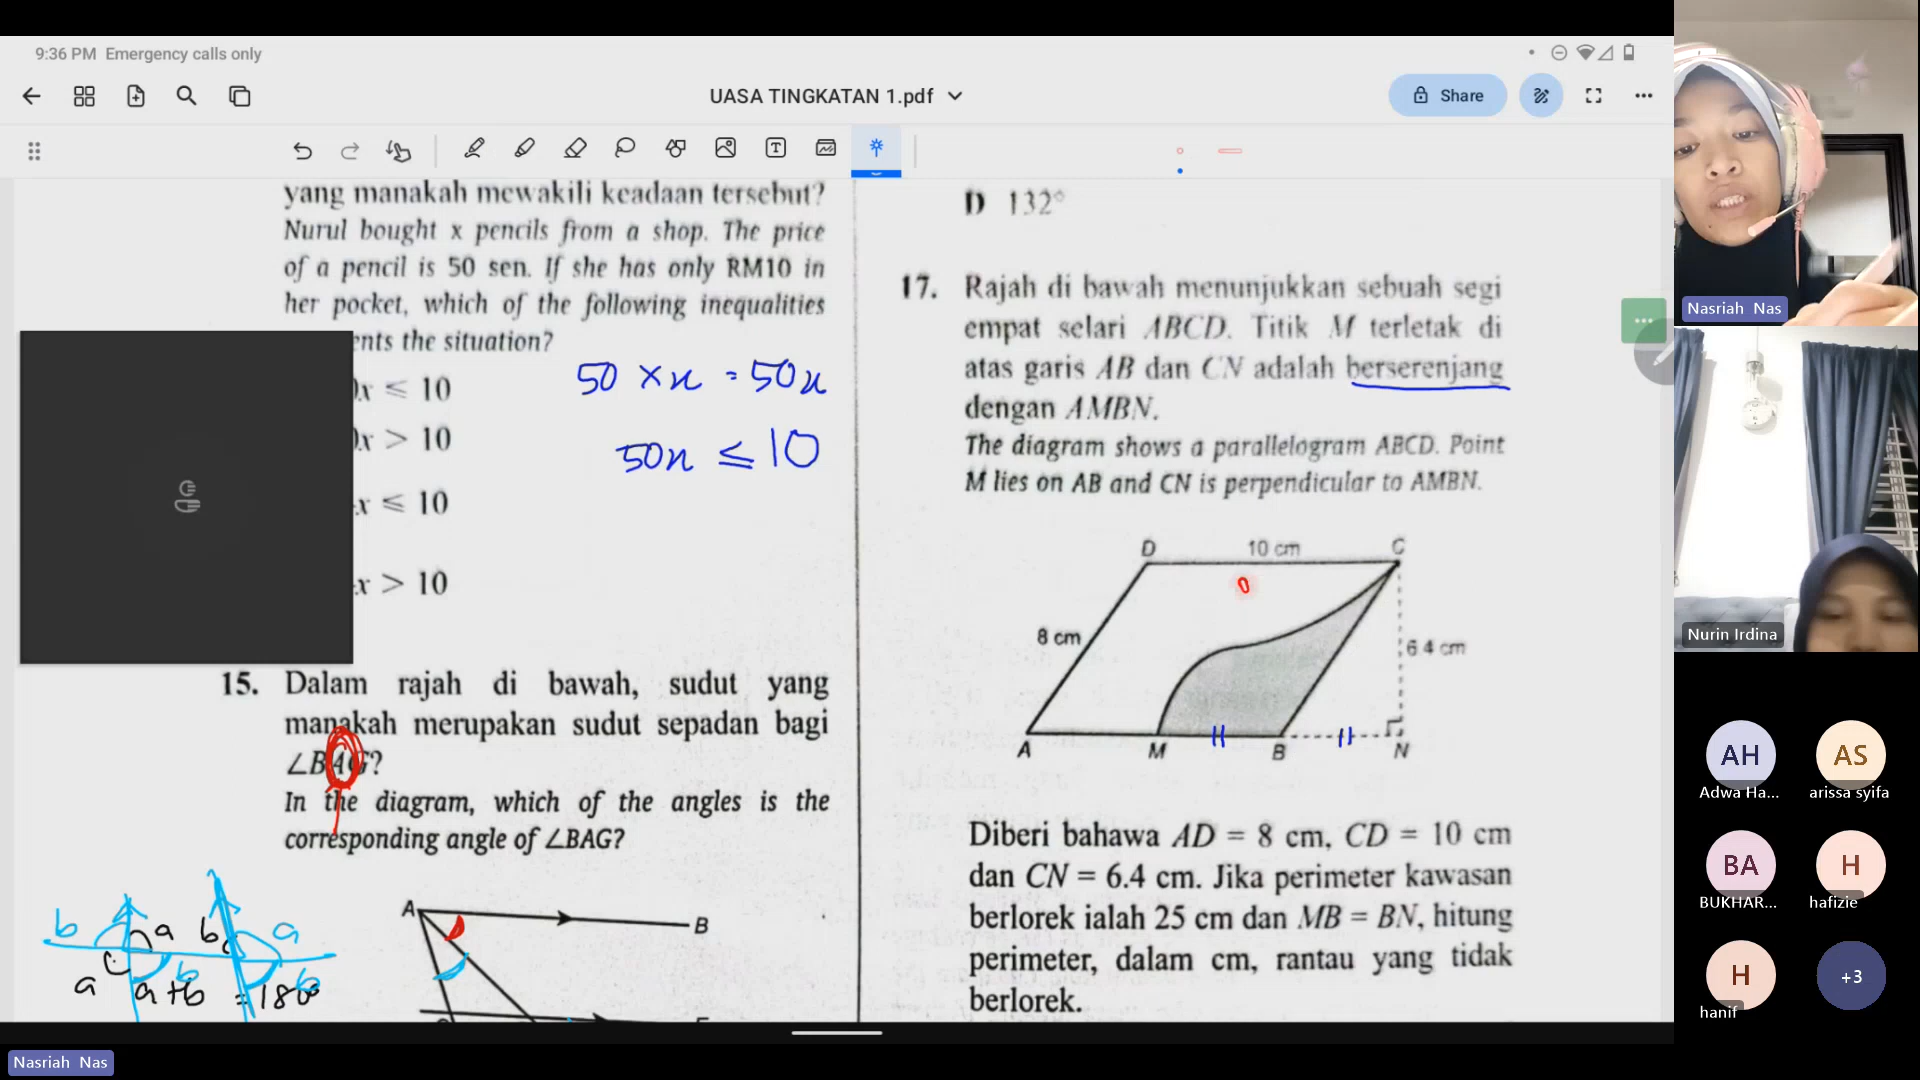 9:36 PM Emergency calls only
UASA TINGKATAN 1.pdf
Share
yang manakah mewakili keadaan tersebut?
Nurul bought x pencils from a shop. The price
of a pencil is 50 sen. If she has only RM10 in
her pocket, which of the following inequalities
ents the situation?
x ≤ 10
50 × x = 50x
x > 10
50x ≤ 10
x ≤ 10
x > 10
15. Dalam rajah di bawah, sudut yang
manakah merupakan sudut sepadan bagi
∠BAG?
In the diagram, which of the angles is the
corresponding angle of ∠BAG?
b a b a
a a+b b = 180°
A B
D 132°
17. Rajah di bawah menunjukkan sebuah segi
empat selari ABCD. Titik M terletak di
atas garis AB dan CN adalah berserenjang
dengan AMBN.
The diagram shows a parallelogram ABCD. Point
M lies on AB and CN is perpendicular to AMBN.
D 10 cm C
8 cm
6.4 cm
A M B N
Diberi bahawa AD = 8 cm, CD = 10 cm
dan CN = 6.4 cm. Jika perimeter kawasan
berlorek ialah 25 cm dan MB = BN, hitung
perimeter, dalam cm, rantau yang tidak
berlorek.
Nasriah Nas
Nurin Irdina
AH
Adwa Ha...
AS
arissa syifa
BA
BUKHAR...
H
hafizie
H
hanif
+3
Nasriah Nas